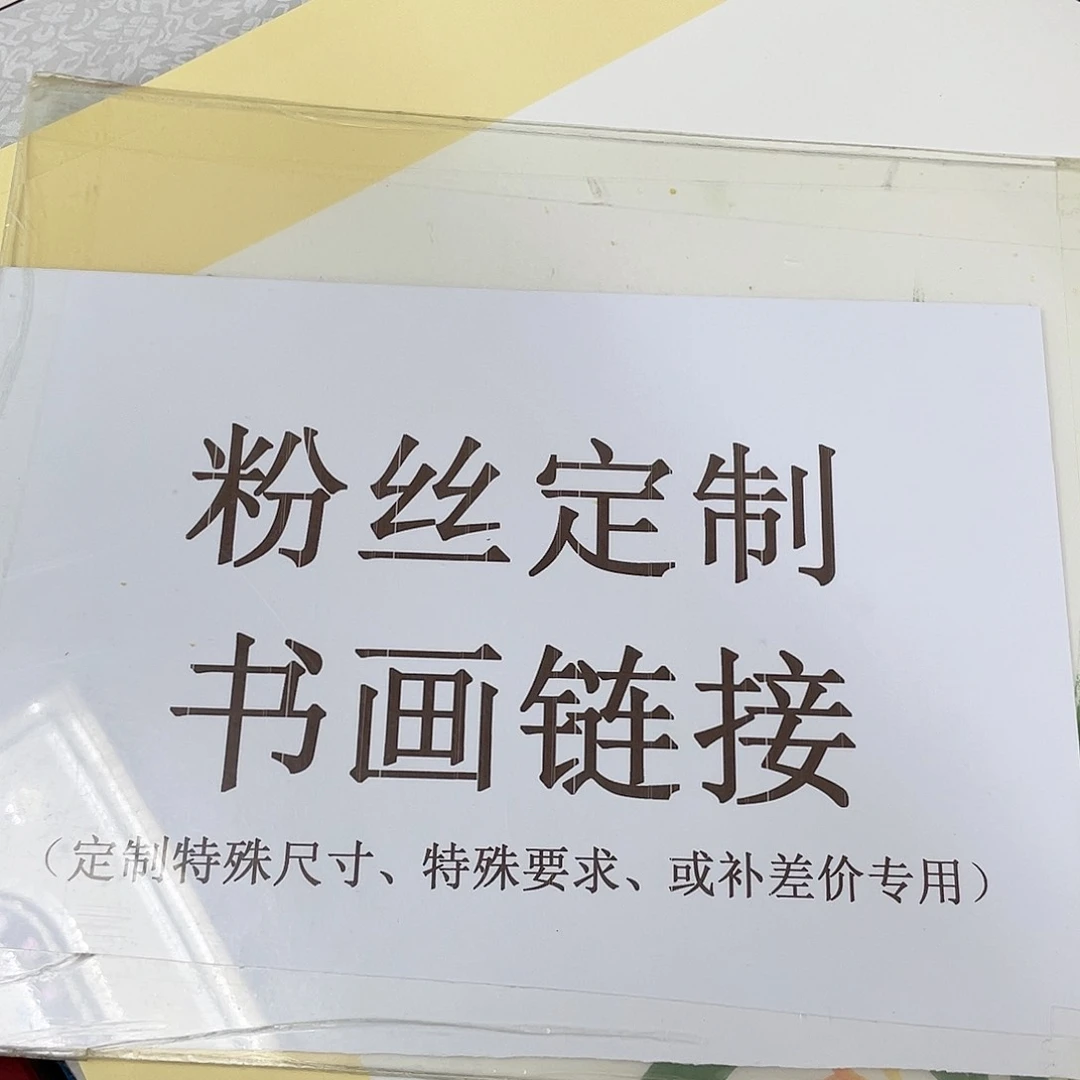 粉丝定制
书画链接
（定制特殊尺寸、特殊要求、或补差价专用）